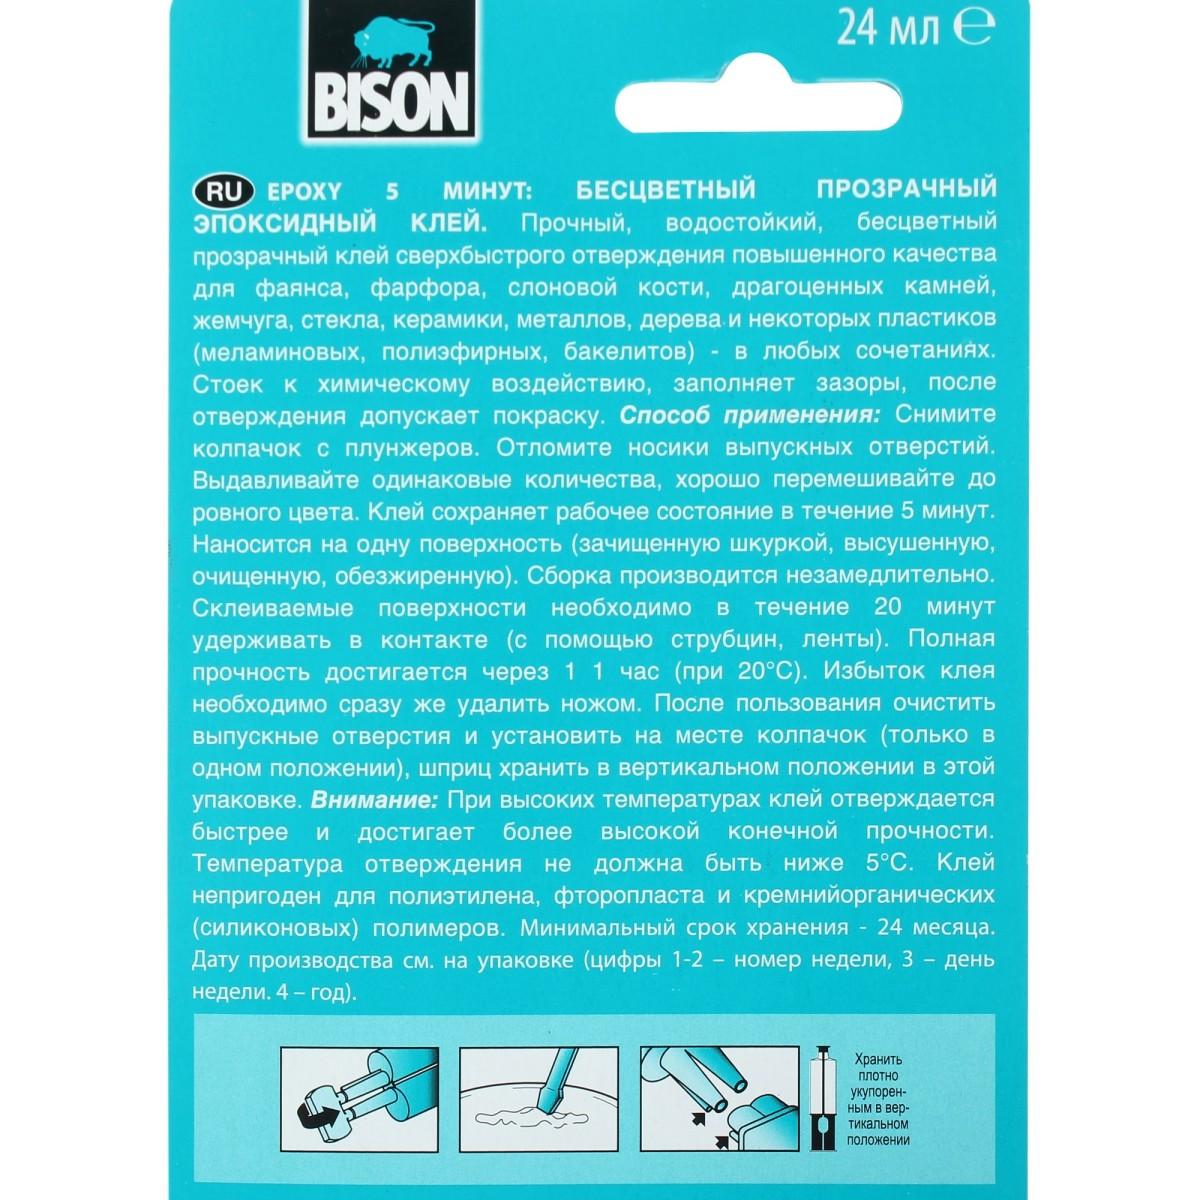 24 мл ℮
BISON
RU EPOXY 5 МИНУТ: БЕСЦВЕТНЫЙ ПРОЗРАЧНЫЙ
ЭПОКСИДНЫЙ КЛЕЙ. Прочный, водостойкий, бесцветный
прозрачный клей сверхбыстрого отверждения повышенного качества
для фаянса, фарфора, слоновой кости, драгоценных камней,
жемчуга, стекла, керамики, металлов, дерева и некоторых пластиков
(меламиновых, полиэфирных, бакелитов) - в любых сочетаниях.
Стоек к химическому воздействию, заполняет зазоры, после
отверждения допускает покраску. Способ применения: Снимите
колпачок с плунжеров. Отломите носики выпускных отверстий.
Выдавливайте одинаковые количества, хорошо перемешивайте до
ровного цвета. Клей сохраняет рабочее состояние в течение 5 минут.
Наносится на одну поверхность (зачищенную шкуркой, высушенную,
очищенную, обезжиренную). Сборка производится незамедлительно.
Склеиваемые поверхности необходимо в течение 20 минут
удерживать в контакте (с помощью струбцин, ленты). Полная
прочность достигается через 1 1 час (при 20°С). Избыток клея
необходимо сразу же удалить ножом. После пользования очистить
выпускные отверстия и установить на месте колпачок (только в
одном положении), шприц хранить в вертикальном положении в этой
упаковке. Внимание: При высоких температурах клей отверждается
быстрее и достигает более высокой конечной прочности.
Температура отверждения не должна быть ниже 5°С. Клей
непригоден для полиэтилена, фторопласта и кремнийорганических
(силиконовых) полимеров. Минимальный срок хранения - 24 месяца.
Дату производства см. на упаковке (цифры 1-2 – номер недели, 3 – день
недели. 4 – год).
Хранить
плотно
укупорен-
ным в вер-
тикальном
положении